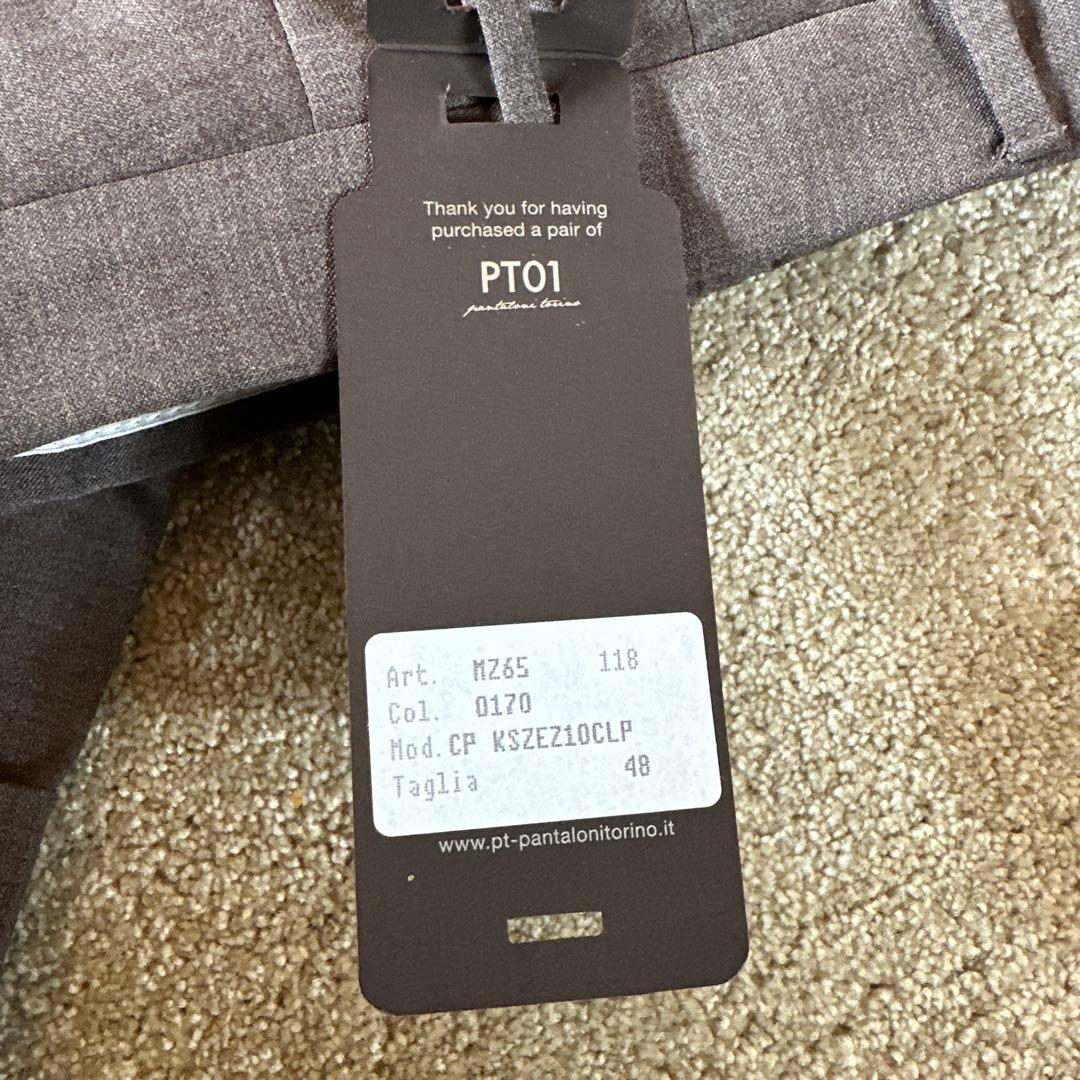 Thank you for having
purchased a pair of
PT01
pantaloni torino
Art. MZ65 118
Col. 0170
Mod. CP KSZEZ10CLP
Taglia 48
www.pt-pantalonitorino.it